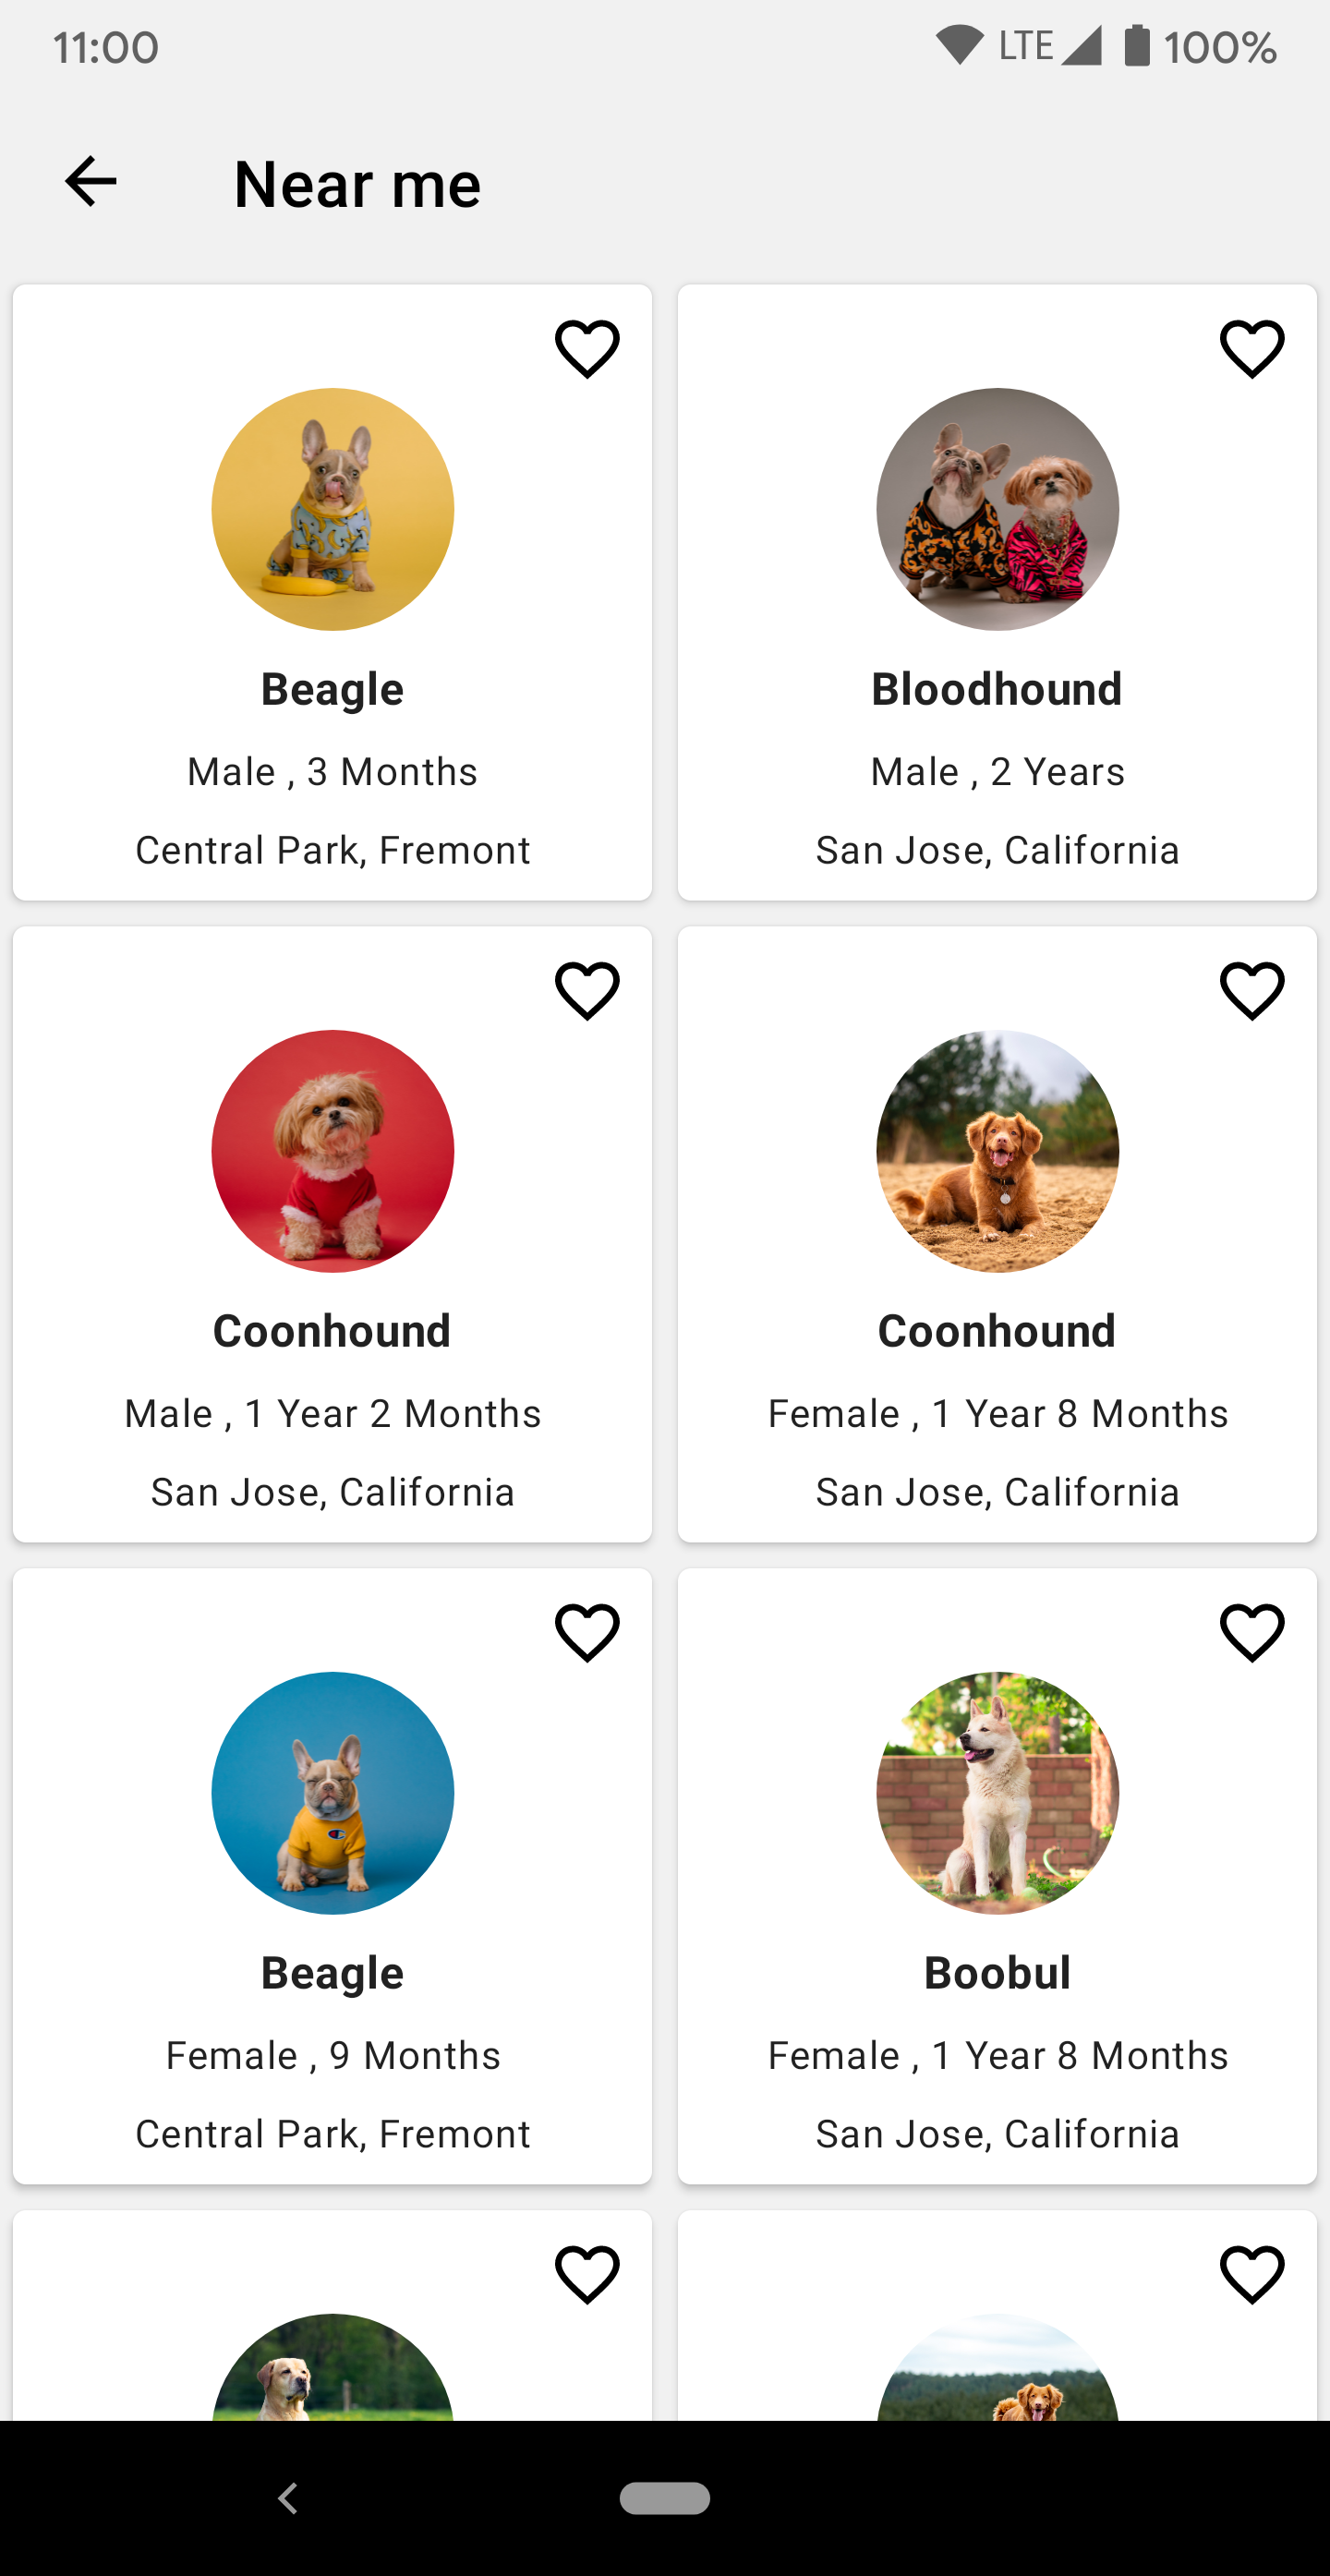 11:00
LTE 100%
Near me
Beagle
Male , 3 Months
Central Park, Fremont
Bloodhound
Male , 2 Years
San Jose, California
Coonhound
Male , 1 Year 2 Months
San Jose, California
Coonhound
Female , 1 Year 8 Months
San Jose, California
Beagle
Female , 9 Months
Central Park, Fremont
Boobul
Female , 1 Year 8 Months
San Jose, California